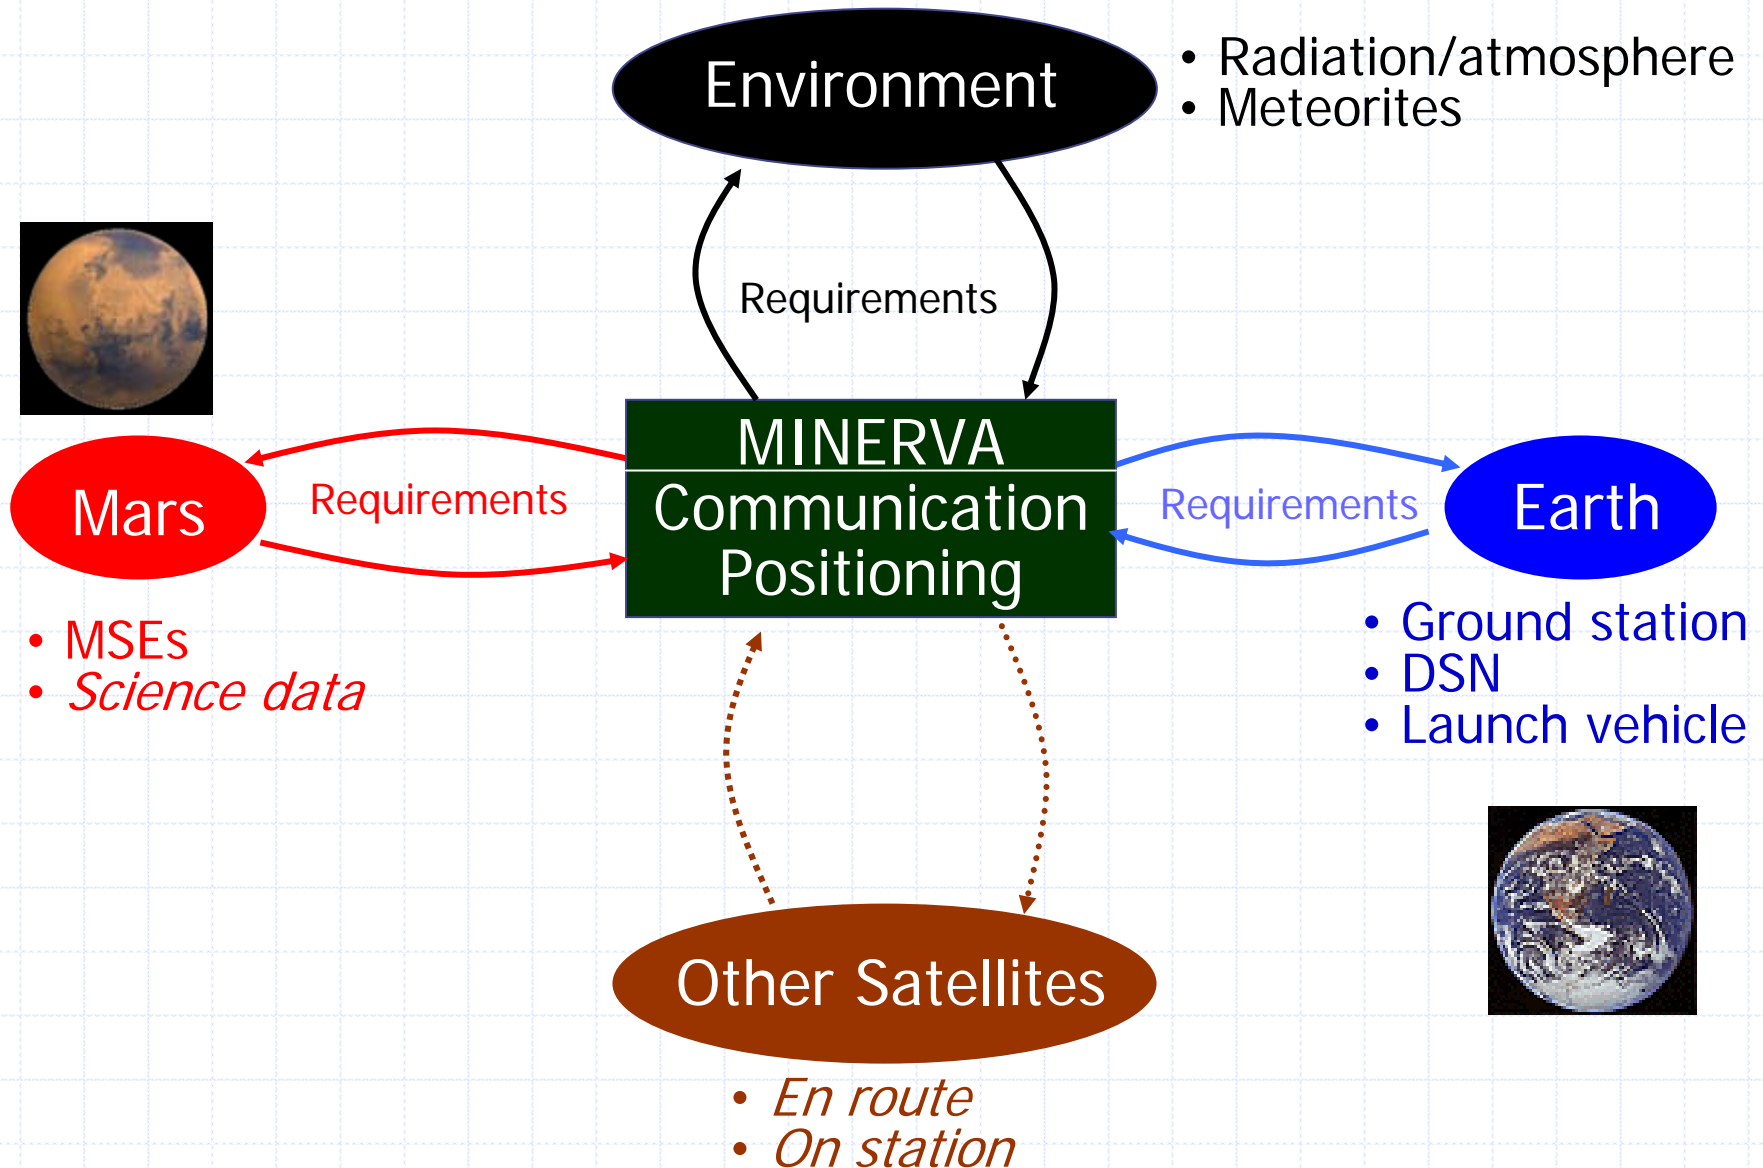 Environment
• Radiation/atmosphere
• Meteorites
Requirements
MINERVA
Communication
Positioning
Mars
Requirements
• MSEs
• Science data
Requirements
Earth
• Ground station
• DSN
• Launch vehicle
Other Satellites
• En route
• On station